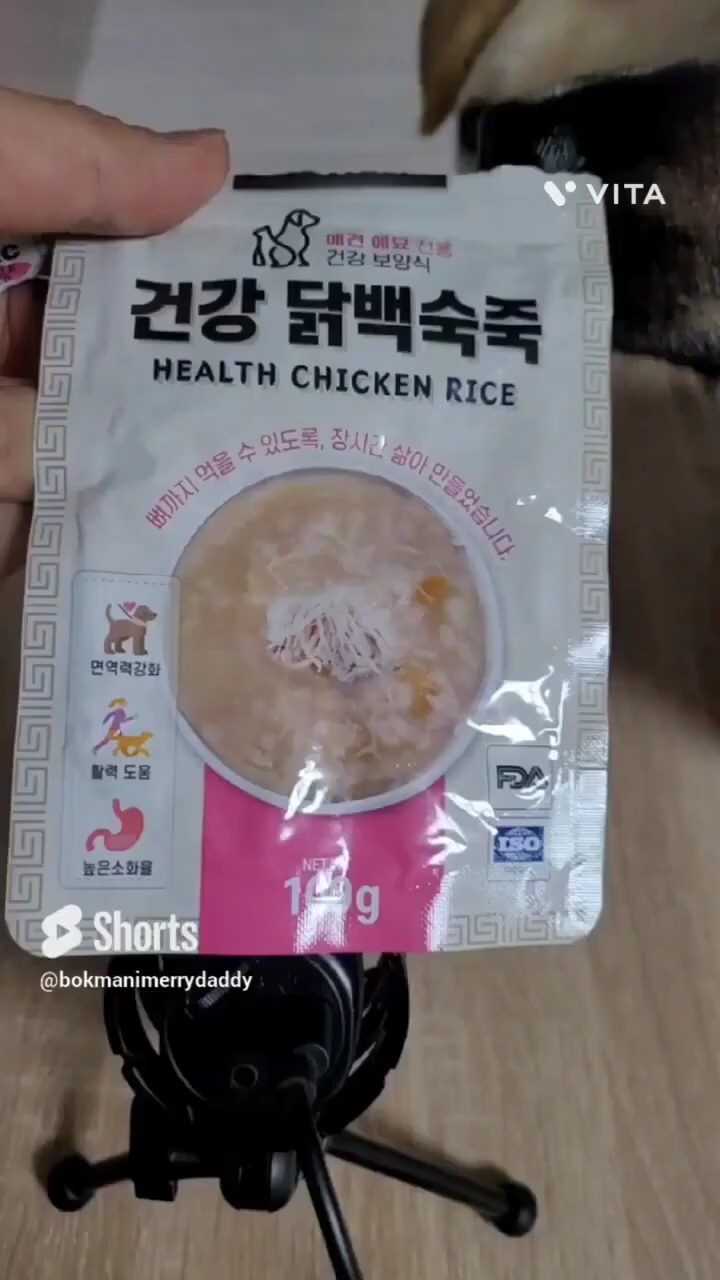 VITA
애견 애묘 전용
건강 보양식
건강 닭백숙죽
HEALTH CHICKEN RICE
뼈까지 먹을 수 있도록, 장시간 삶아 만들었습니다.
면역력강화
활력 도움
높은소화율
FDA
ISO
NET
g
Shorts
@bokmanimerrydaddy